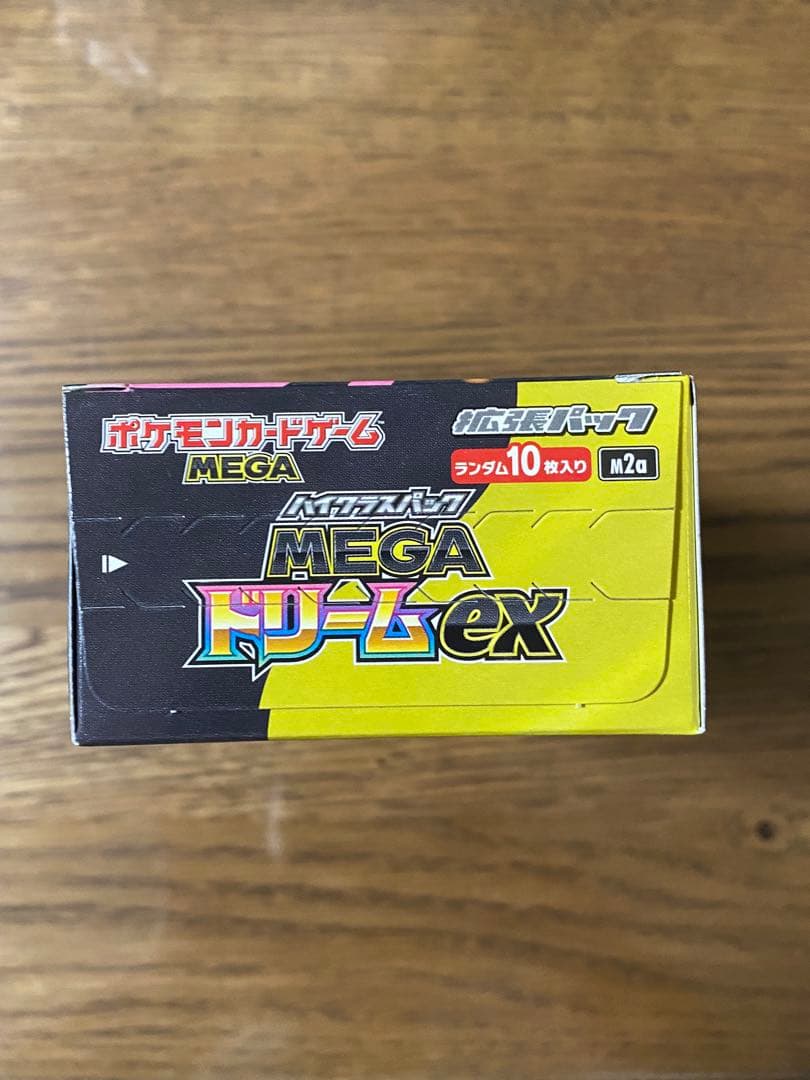 ポケモンカードゲーム
MEGA
拡張パック
ランダム10枚入り
M2a
ハイクラスパック
MEGA
ドリームex